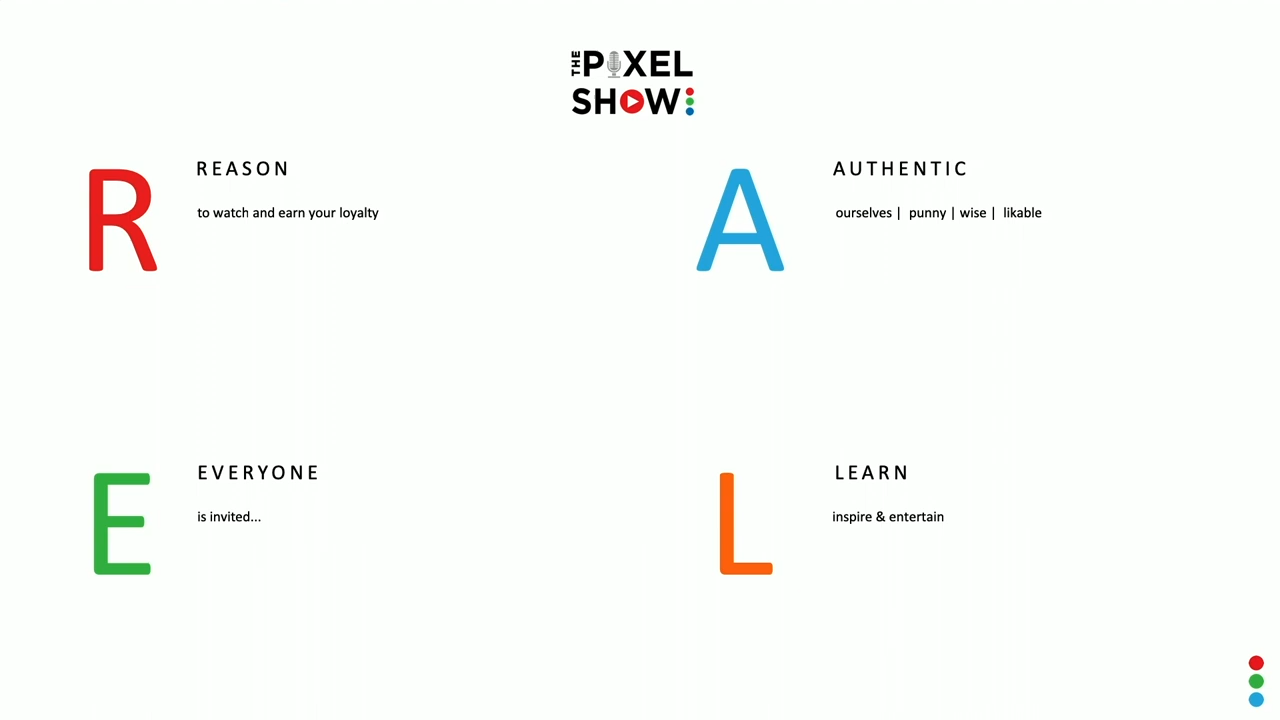 THE PIXEL
SHOW
R
REASON
to watch and earn your loyalty
A
AUTHENTIC
ourselves | punny | wise | likable
E
EVERYONE
is invited...
L
LEARN
inspire & entertain